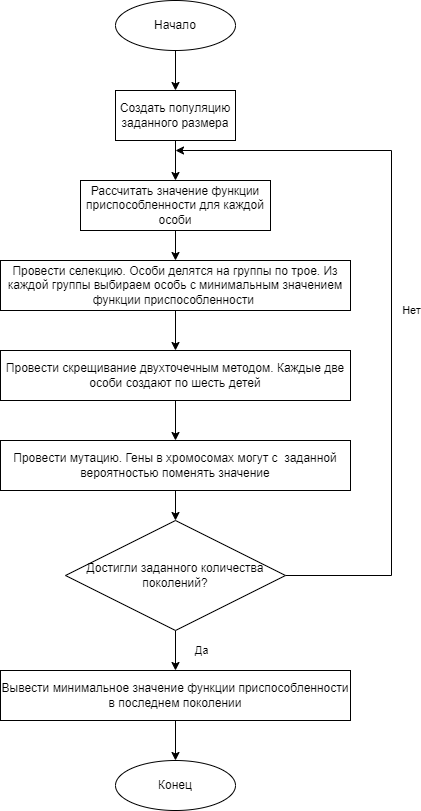 Начало
Создать популяцию
заданного размера
Рассчитать значение функции
приспособленности для каждой
особи
Провести селекцию. Особи делятся на группы по трое. Из
каждой группы выбираем особь с минимальным значением
функции приспособленности
Нет
Провести скрещивание двухточечным методом. Каждые две
особи создают по шесть детей
Провести мутацию. Гены в хромосомах могут с заданной
вероятностью поменять значение
Достигли заданного количества
поколений?
Да
Вывести минимальное значение функции приспособленности
в последнем поколении
Конец